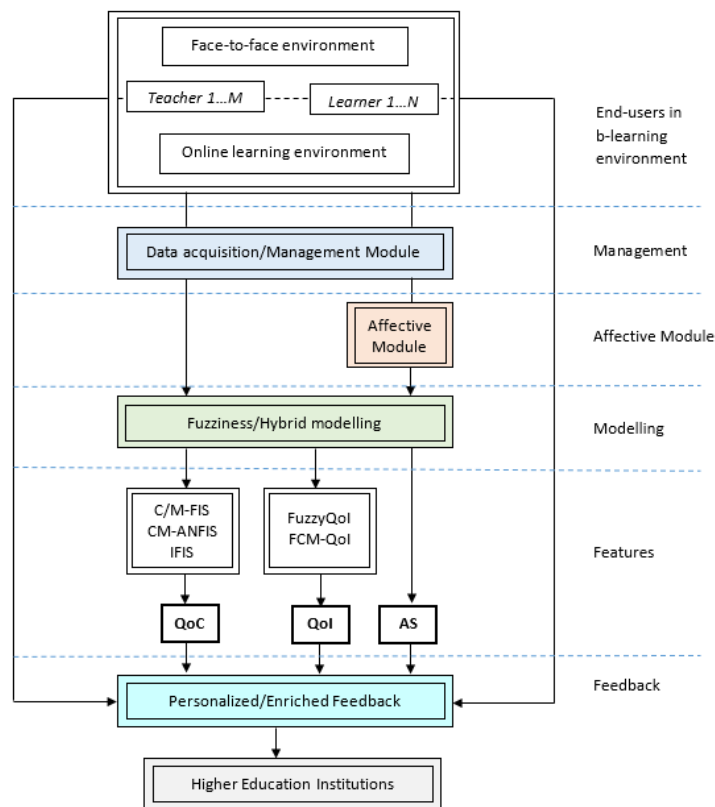 Face-to-face environment
Teacher 1...M
Learner 1...N
Online learning environment
End-users in
b-learning
environment
Data acquisition/Management Module
Management
Affective
Module
Affective Module
Fuzziness/Hybrid modelling
Modelling
C/M-FIS
CM-ANFIS
IFIS
FuzzyQoI
FCM-QoI
Features
QoC
QoI
AS
Feedback
Personalized/Enriched Feedback
Higher Education Institutions